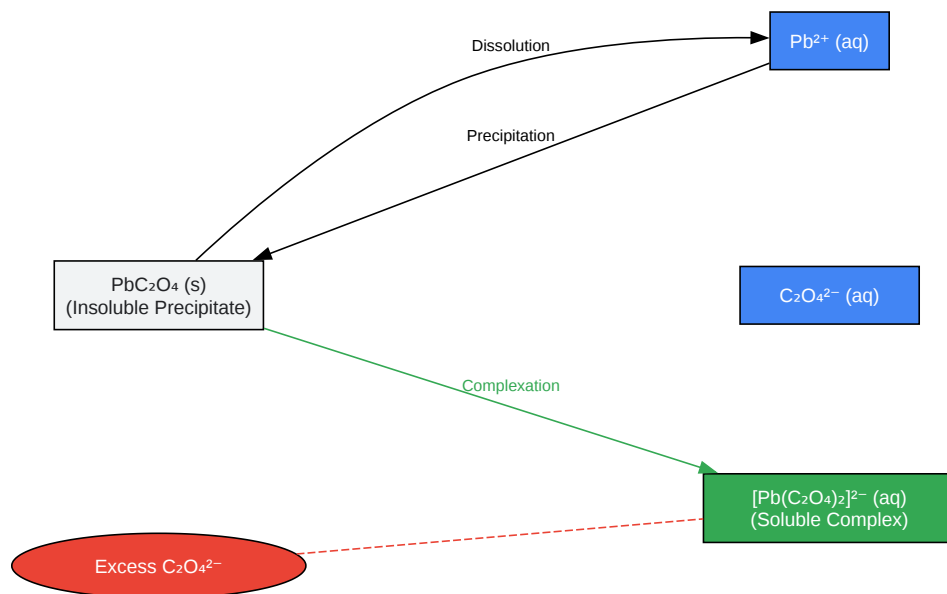 Dissolution
Pb²⁺ (aq)
Precipitation
PbC₂O₄ (s)
(Insoluble Precipitate)
C₂O₄²⁻ (aq)
Complexation
[Pb(C₂O₄)₂]²⁻ (aq)
(Soluble Complex)
Excess C₂O₄²⁻